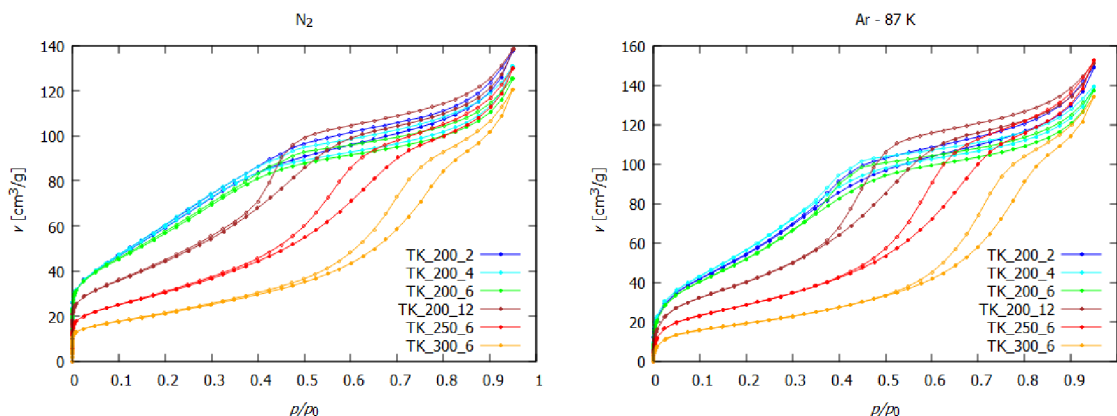 N2
140
120
100
80
60
40
20
0
v [cm³/g]
0 0.1 0.2 0.3 0.4 0.5 0.6 0.7 0.8 0.9 1
p/p0
TK_200_2
TK_200_4
TK_200_6
TK_200_12
TK_250_6
TK_300_6
Ar - 87 K
160
140
120
100
80
60
40
20
0
v [cm³/g]
0 0.1 0.2 0.3 0.4 0.5 0.6 0.7 0.8 0.9
p/p0
TK_200_2
TK_200_4
TK_200_6
TK_200_12
TK_250_6
TK_300_6